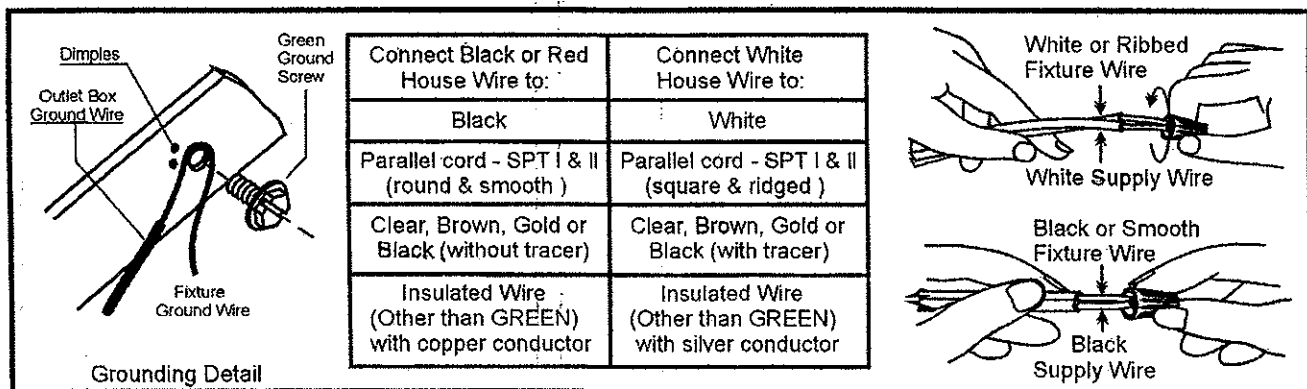 Dimples
Green
Ground
Screw
Outlet Box
Ground Wire
Fixture
Ground Wire
Grounding Detail
Connect Black or Red
House Wire to:
Connect White
House Wire to:
Black
White
Parallel cord - SPT I & II
(round & smooth )
Parallel cord - SPT I & II
(square & ridged )
Clear, Brown, Gold or
Black (without tracer)
Clear, Brown, Gold or
Black (with tracer)
Insulated Wire
(Other than GREEN)
with copper conductor
Insulated Wire
(Other than GREEN)
with silver conductor
White or Ribbed
Fixture Wire
White Supply Wire
Black or Smooth
Fixture Wire
Black
Supply Wire